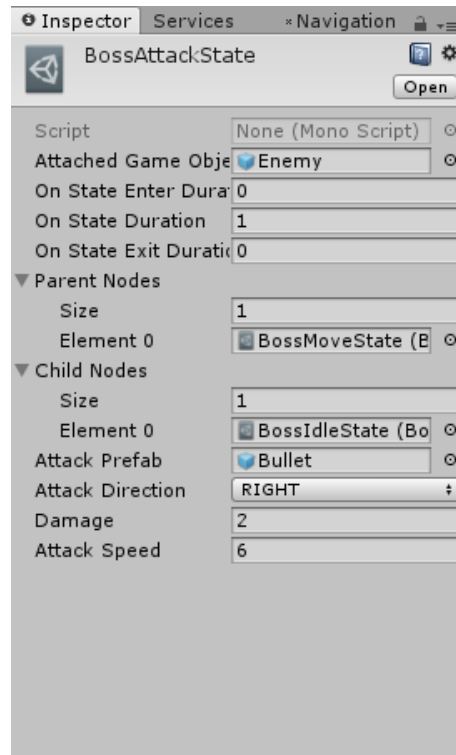 Inspector Services Navigation
BossAttackState
Open
Script None (Mono Script)
Attached Game Obje Enemy
On State Enter Dura 0
On State Duration 1
On State Exit Duratic 0
Parent Nodes
Size 1
Element 0 BossMoveState (B
Child Nodes
Size 1
Element 0 BossIdleState (Bo
Attack Prefab Bullet
Attack Direction RIGHT
Damage 2
Attack Speed 6